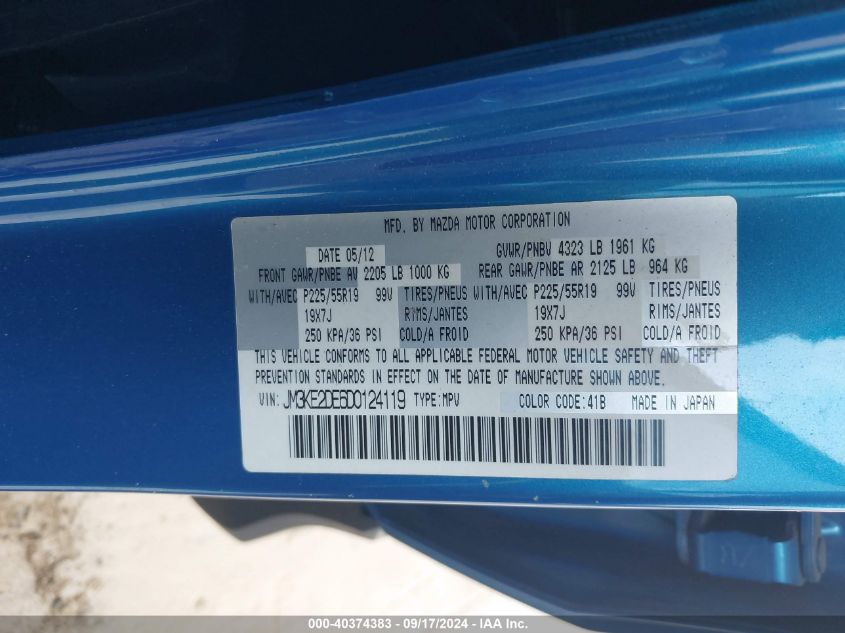 MFD. BY MAZDA MOTOR CORPORATION
DATE 05/12 GVWR/PNBV 4323 LB 1961 KG
FRONT GAWR/PNBE AV 2205 LB 1000 KG REAR GAWR/PNBE AR 2125 LB 964 KG
WITH/AVEC P225/55R19 99V TIRES/PNEUS WITH/AVEC P225/55R19 99V TIRES/PNEUS
19X7J RIMS/JANTES 19X7J RIMS/JANTES
250 KPA/36 PSI COLD/A FROID 250 KPA/36 PSI COLD/A FROID
THIS VEHICLE CONFORMS TO ALL APPLICABLE FEDERAL MOTOR VEHICLE SAFETY AND THEFT
PREVENTION STANDARDS IN EFFECT ON THE DATE OF MANUFACTURE SHOWN ABOVE.
VIN: JM3KE2DE6D0124119 TYPE:MPV COLOR CODE:41B MADE IN JAPAN
000-40374383 - 09/17/2024 - WWW.IAAI.COM